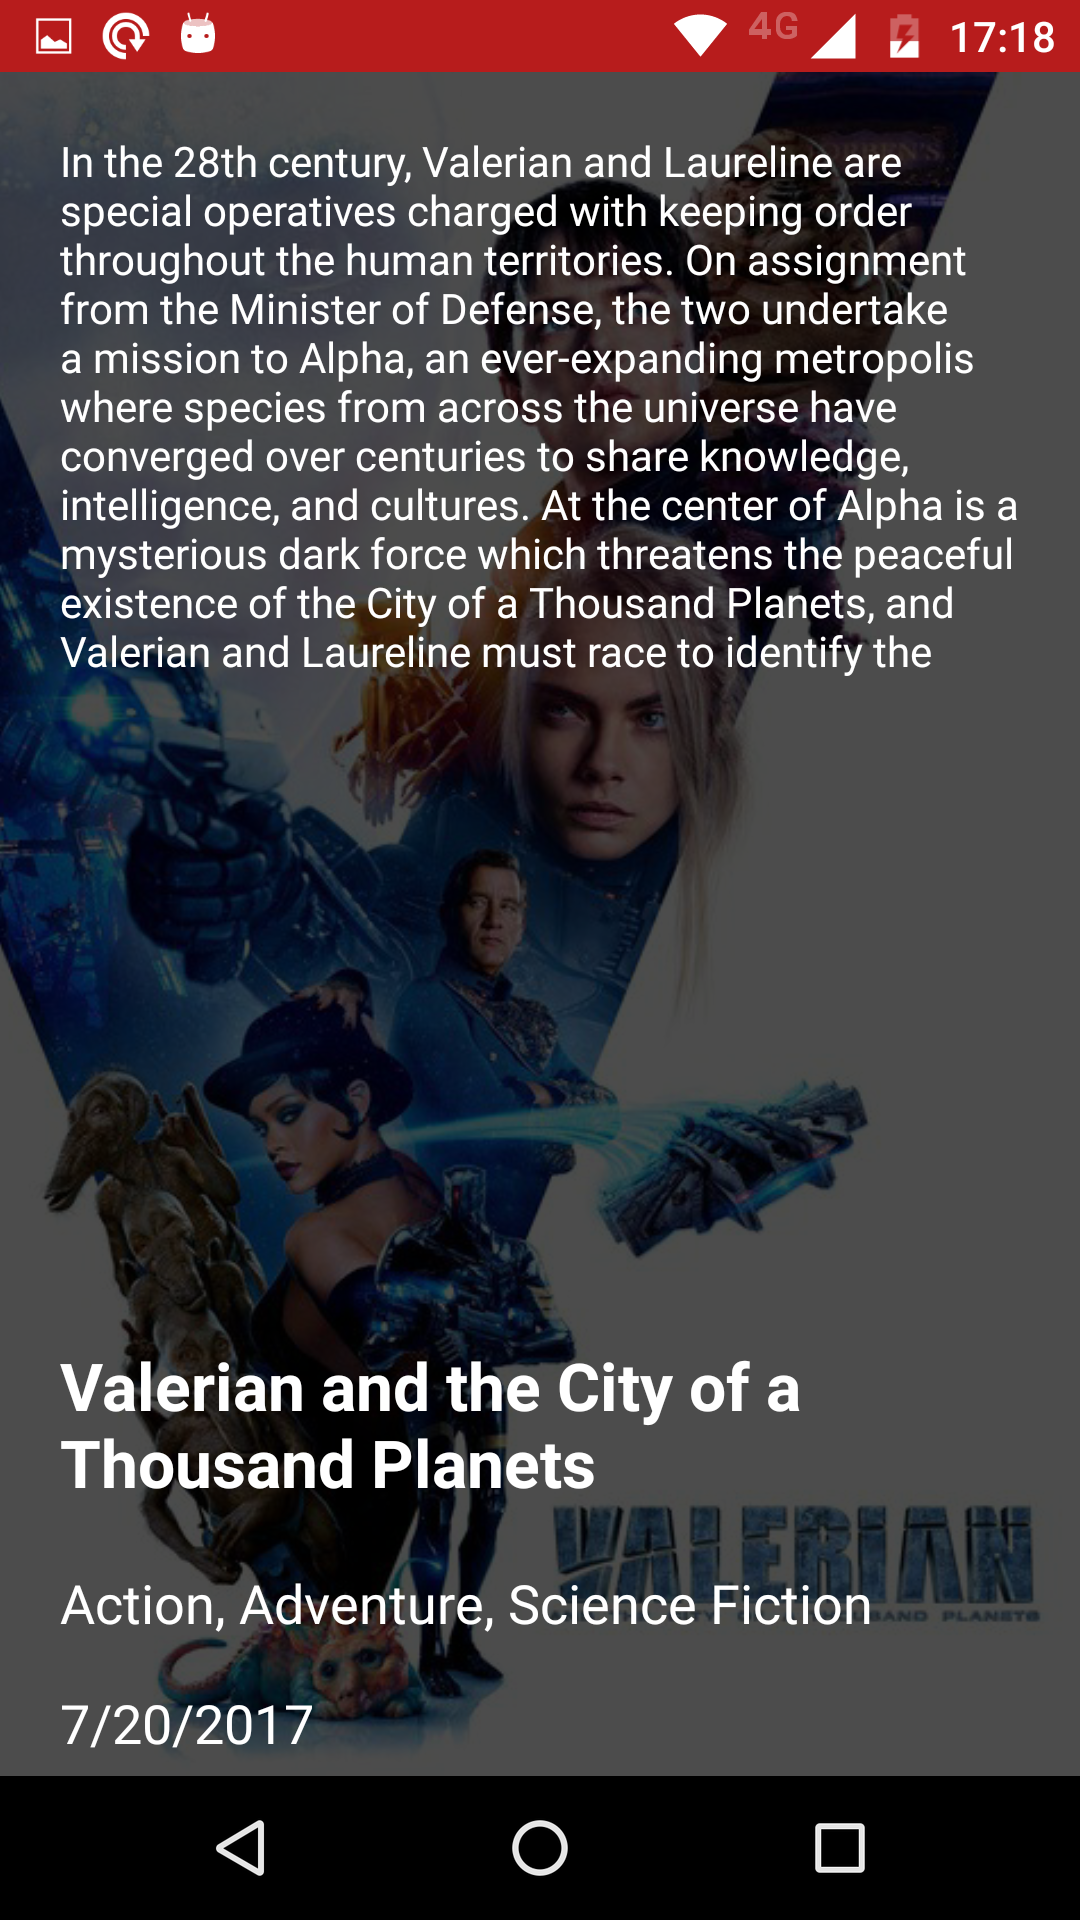 4G 17:18
In the 28th century, Valerian and Laureline are
special operatives charged with keeping order
throughout the human territories. On assignment
from the Minister of Defense, the two undertake
a mission to Alpha, an ever-expanding metropolis
where species from across the universe have
converged over centuries to share knowledge,
intelligence, and cultures. At the center of Alpha is a
mysterious dark force which threatens the peaceful
existence of the City of a Thousand Planets, and
Valerian and Laureline must race to identify the
Valerian and the City of a
Thousand Planets
VALERIAN
Action, Adventure, Science Fiction
7/20/2017